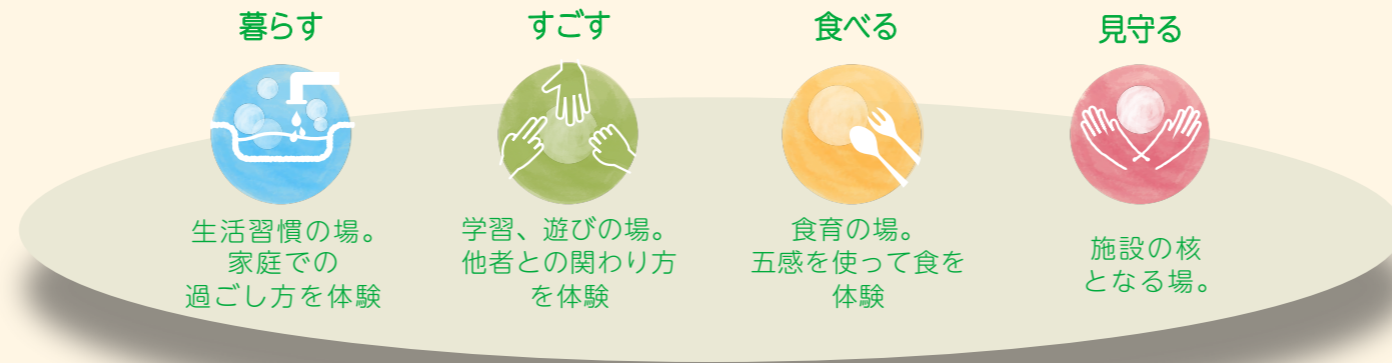 暮らす
生活習慣の場。
家庭での
過ごし方を体験
すごす
学習、遊びの場。
他者との関わり方
を体験
食べる
食育の場。
五感を使って食を
体験
見守る
施設の核
となる場。